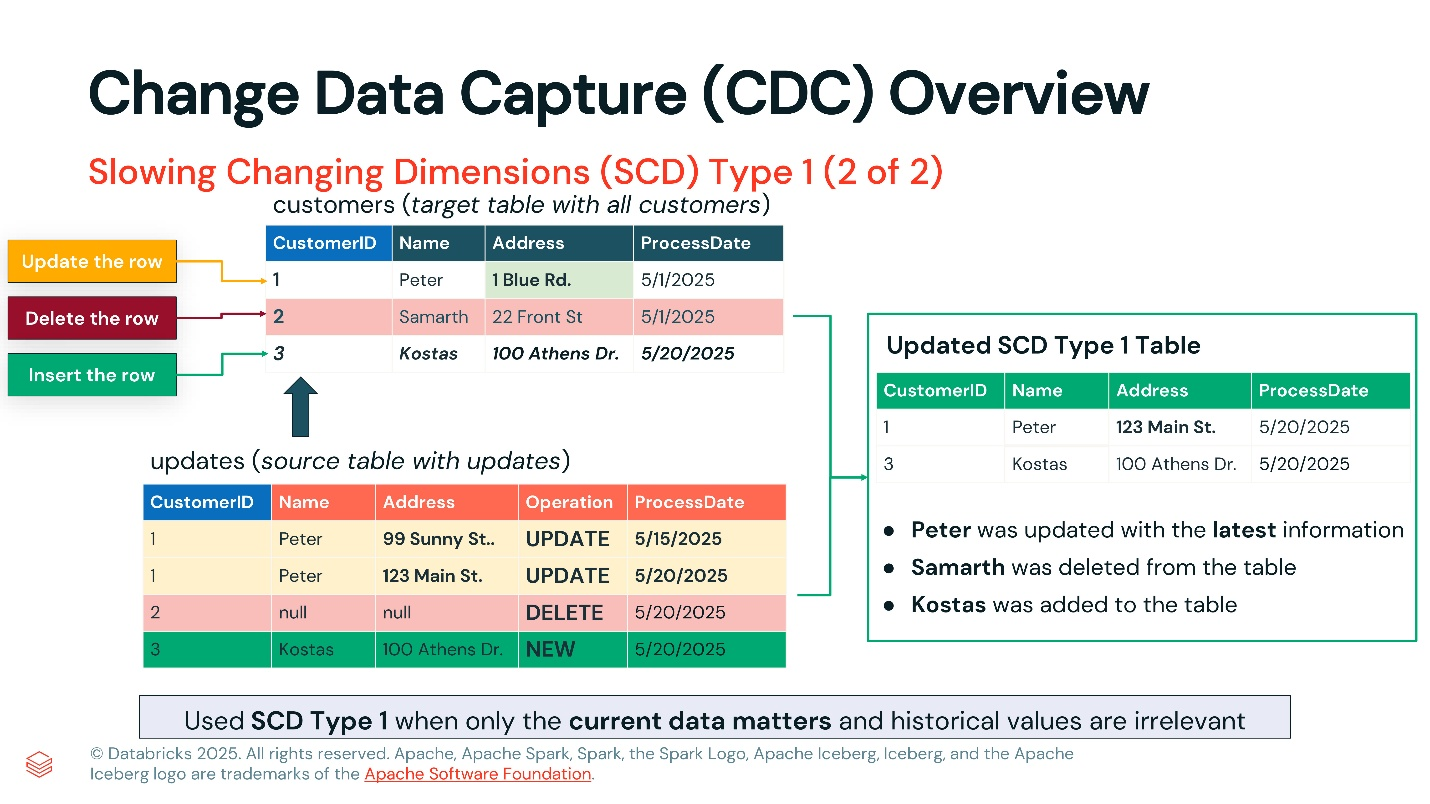 Change Data Capture (CDC) Overview
Slowing Changing Dimensions (SCD) Type 1 (2 of 2)
customers (target table with all customers)
CustomerID Name Address ProcessDate
1 Peter 1 Blue Rd. 5/1/2025
2 Samarth 22 Front St 5/1/2025
3 Kostas 100 Athens Dr. 5/20/2025
Update the row
Delete the row
Insert the row
updates (source table with updates)
CustomerID Name Address Operation ProcessDate
1 Peter 99 Sunny St.. UPDATE 5/15/2025
1 Peter 123 Main St. UPDATE 5/20/2025
2 null null DELETE 5/20/2025
3 Kostas 100 Athens Dr. NEW 5/20/2025
Updated SCD Type 1 Table
CustomerID Name Address ProcessDate
1 Peter 123 Main St. 5/20/2025
3 Kostas 100 Athens Dr. 5/20/2025
● Peter was updated with the latest information
● Samarth was deleted from the table
● Kostas was added to the table
Used SCD Type 1 when only the current data matters and historical values are irrelevant
© Databricks 2025. All rights reserved. Apache, Apache Spark, Spark, the Spark Logo, Apache Iceberg, Iceberg, and the Apache
Iceberg logo are trademarks of the Apache Software Foundation.